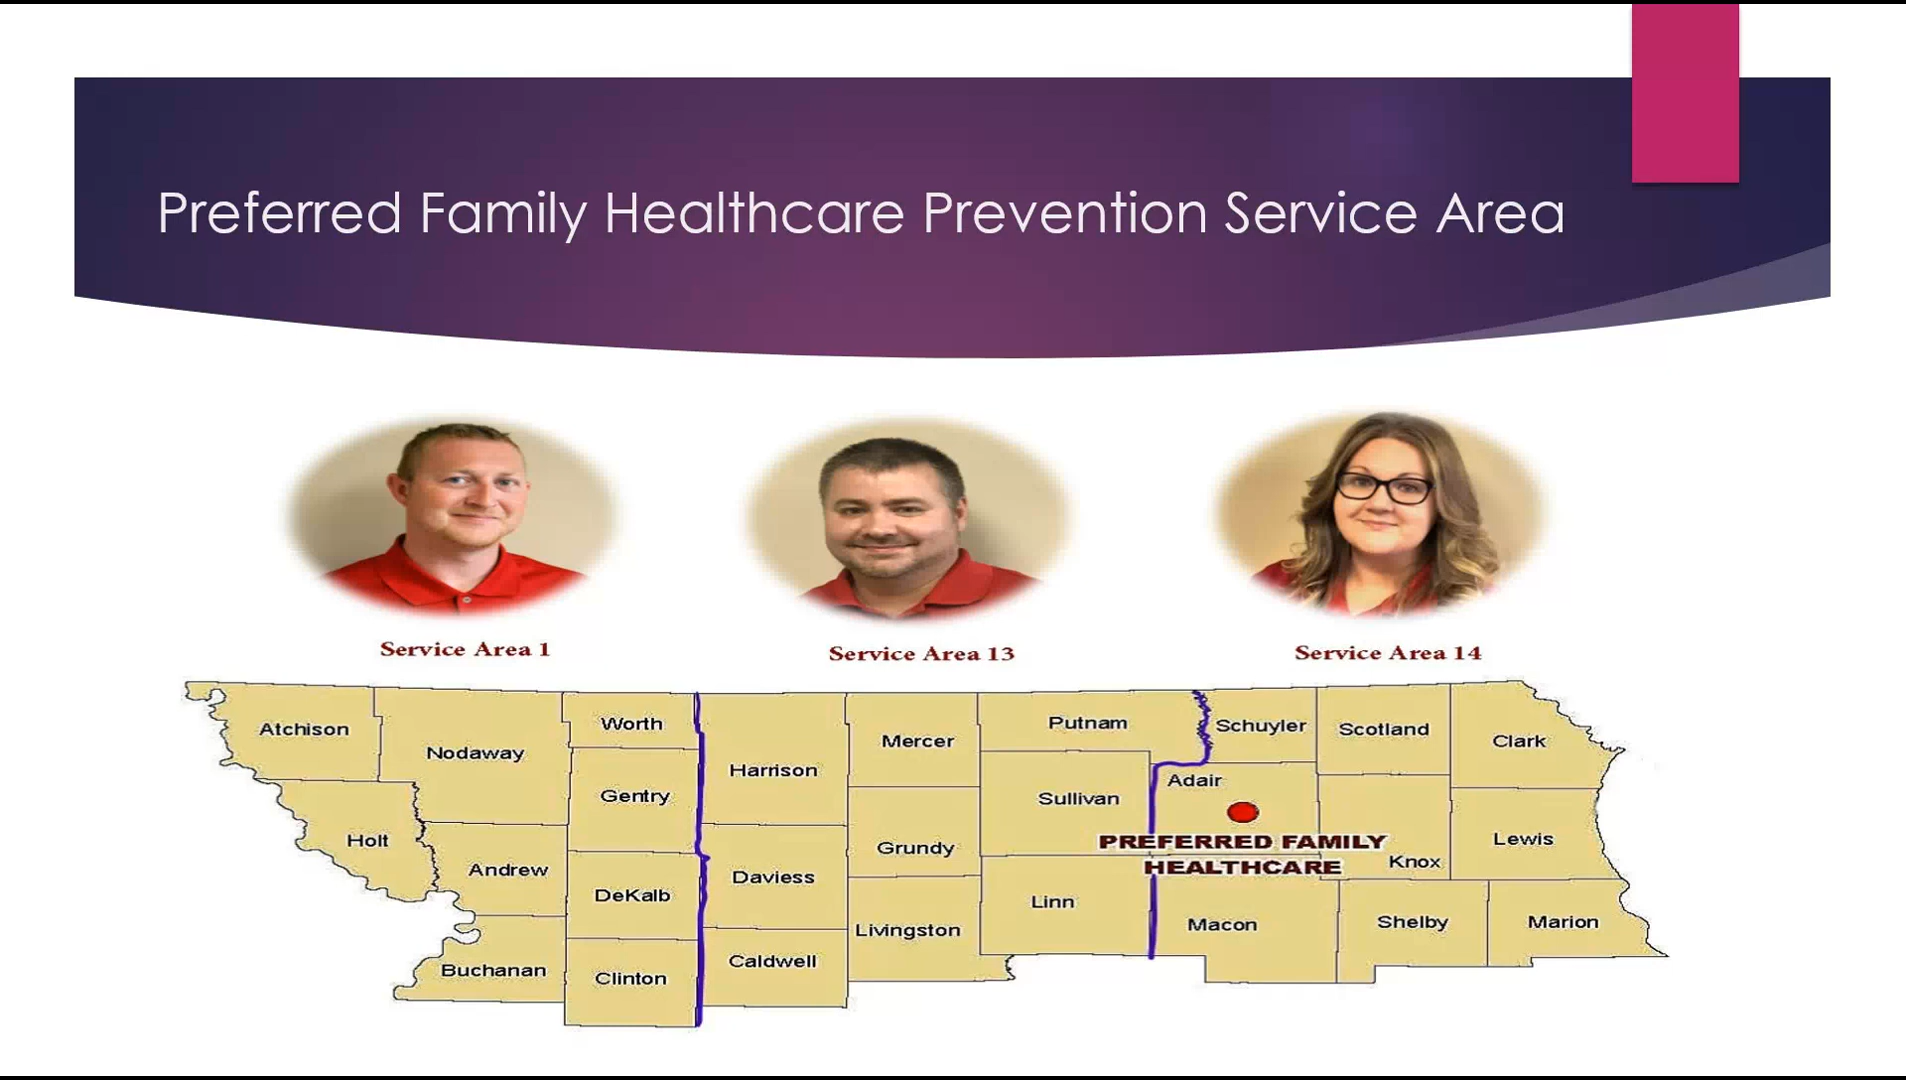 Preferred Family Healthcare Prevention Service Area
Service Area 1
Service Area 13
Service Area 14
Atchison
Nodaway
Worth
Gentry
Holt
Andrew
DeKalb
Buchanan
Clinton
Harrison
Mercer
Daviess
Grundy
Caldwell
Livingston
Putnam
Sullivan
Linn
Schuyler
Scotland
Clark
Adair
PREFERRED FAMILY
HEALTHCARE
Knox
Lewis
Macon
Shelby
Marion